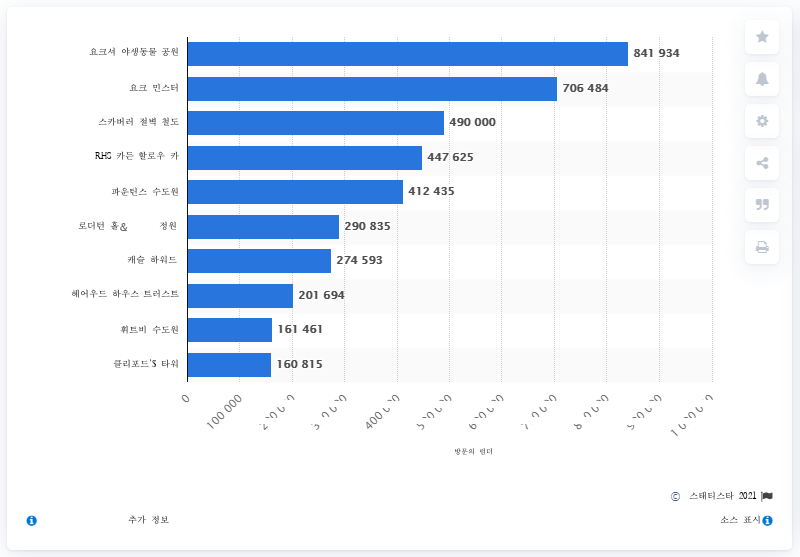 요크셔 야생동물 공원
841 934
요크 민스터
706 484
스카버러 절벽 철도
490 000
RHS 가든 할로우 카
447 625
파운틴스 수도원
412 435
로더턴 홀& 정원
290 835
캐슬 하워드
274 593
헤어우드 하우스 트러스트
201 694
휘트비 수도원
161 461
클리포드'S 타워
160 815
0
100 000
400 000
방문의 넘더
© 스태티스타 2021
추가 정보
소스 표시